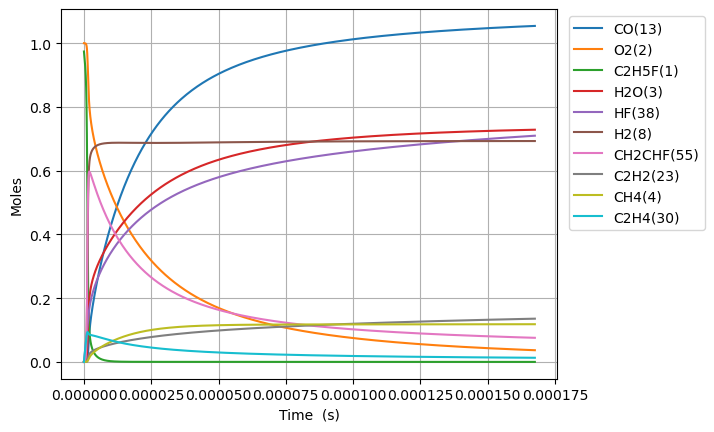 1.0
0.8
0.6
0.4
0.2
0.0
Moles
0.000000 0.000025 0.000050 0.000075 0.000100 0.000125 0.000150 0.000175
Time (s)
CO(13)
O2(2)
C2H5F(1)
H2O(3)
HF(38)
H2(8)
CH2CHF(55)
C2H2(23)
CH4(4)
C2H4(30)